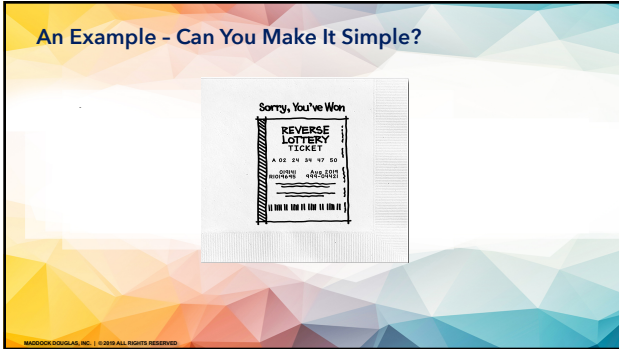 An Example – Can You Make It Simple?
Sorry, You've Won
REVERSE
LOTTERY
TICKET
A 02 24 34 47 50
Aug 2019
MADDOCK DOUGLAS, INC. | © 2019 ALL RIGHTS RESERVED